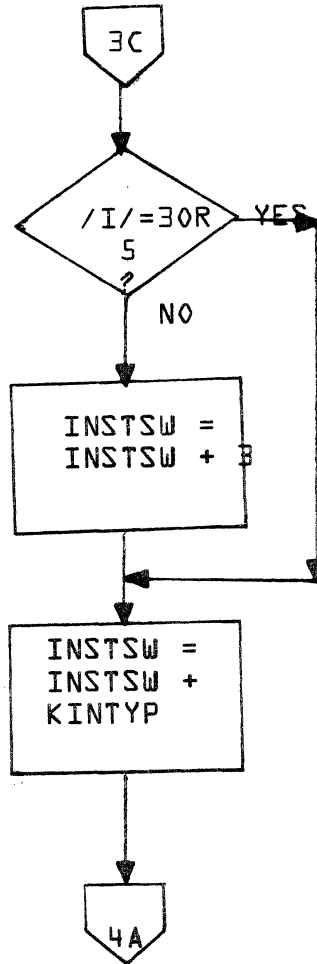 3C
/I/=3OR
5
?
YES
NO
INSTSW =
INSTSW + 3
INSTSW =
INSTSW +
KINTYP
4A